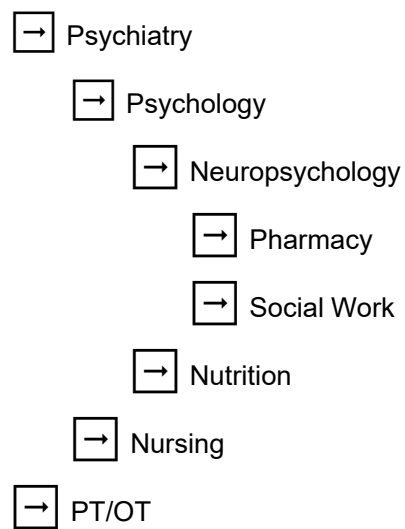 → Psychiatry
→ Psychology
→ Neuropsychology
→ Pharmacy
→ Social Work
→ Nutrition
→ Nursing
→ PT/OT